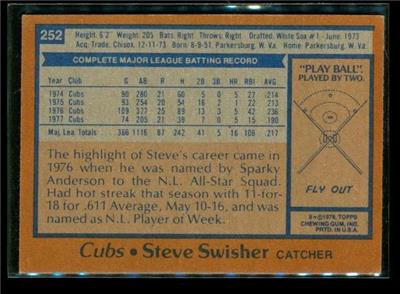 252
Height: 6'2" Weight: 205 Bats: Right Throws: Right Drafted: White Sox #1-June, 1973
Acq: Trade, Chisox, 12-11-73 Born: 8-9-51, Parkersburg, W. Va. Home: Parkersburg, W. Va.
COMPLETE MAJOR LEAGUE BATTING RECORD
YEAR CLUB G AB R H 2B 3B HR RBI AVG.
1974 Cubs 90 280 21 60 5 0 5 27 .214
1975 Cubs 93 254 20 54 16 2 1 22 .213
1976 Cubs 109 377 25 89 13 3 5 42 .236
1977 Cubs 74 205 21 39 7 0 5 15 .190
Maj. Lea. Totals 366 1116 87 242 41 5 16 106 .217
The highlight of Steve's career came in
1976 when he was named by Sparky
Anderson to the N.L. All-Star Squad.
Had hot streak that season with 11-for-
18 for .611 Average, May 10-16, and was
named as N.L. Player of Week.
"PLAY BALL"
PLAYED BY TWO.
FLY OUT
© 1978, TOPPS
CHEWING GUM, INC.
PRTD. IN U.S.A.
Cubs • Steve Swisher CATCHER